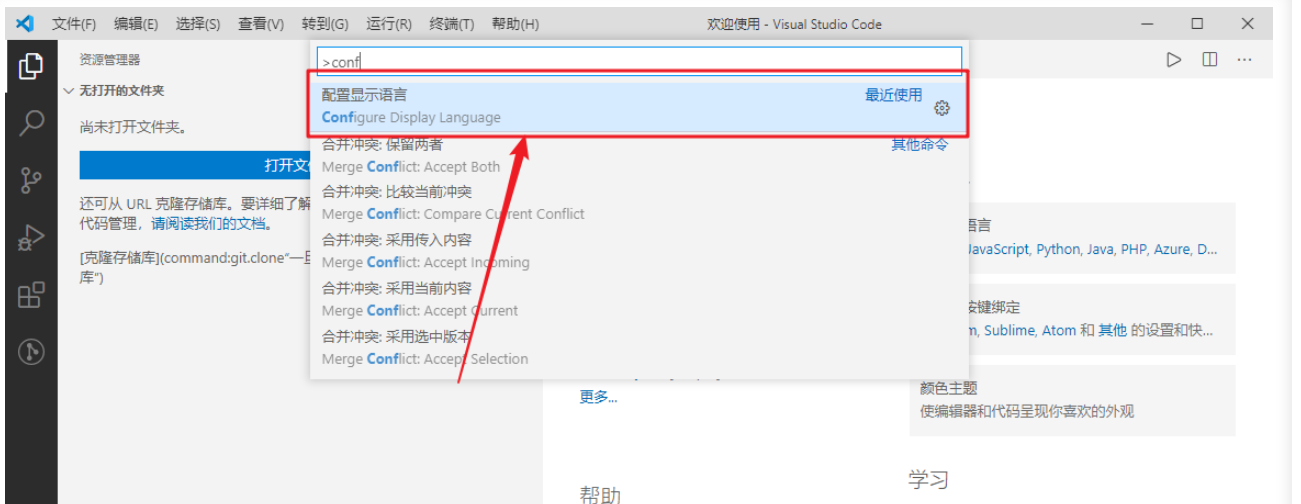 文件(F) 编辑(E) 选择(S) 查看(V) 转到(G) 运行(R) 终端(T) 帮助(H) 欢迎使用 - Visual Studio Code
资源管理器
无打开的文件夹
尚未打开文件夹。
打开文
还可从 URL 克隆存储库。要详细了解
代码管理，请阅读我们的文档。
[克隆存储库](command:git.clone“一旦
库”)
>conf
配置显示语言 最近使用
Configure Display Language
合并冲突: 保留两者 其他命令
Merge Conflict: Accept Both
合并冲突: 比较当前冲突
Merge Conflict: Compare Current Conflict
合并冲突: 采用传入内容
Merge Conflict: Accept Incoming
合并冲突: 采用当前内容
Merge Conflict: Accept Current
合并冲突: 采用选中版本
Merge Conflict: Accept Selection
更多...
帮助
语言
JavaScript, Python, Java, PHP, Azure, D...
安键绑定
m, Sublime, Atom 和 其他 的设置和快...
颜色主题
使编辑器和代码呈现你喜欢的外观
学习